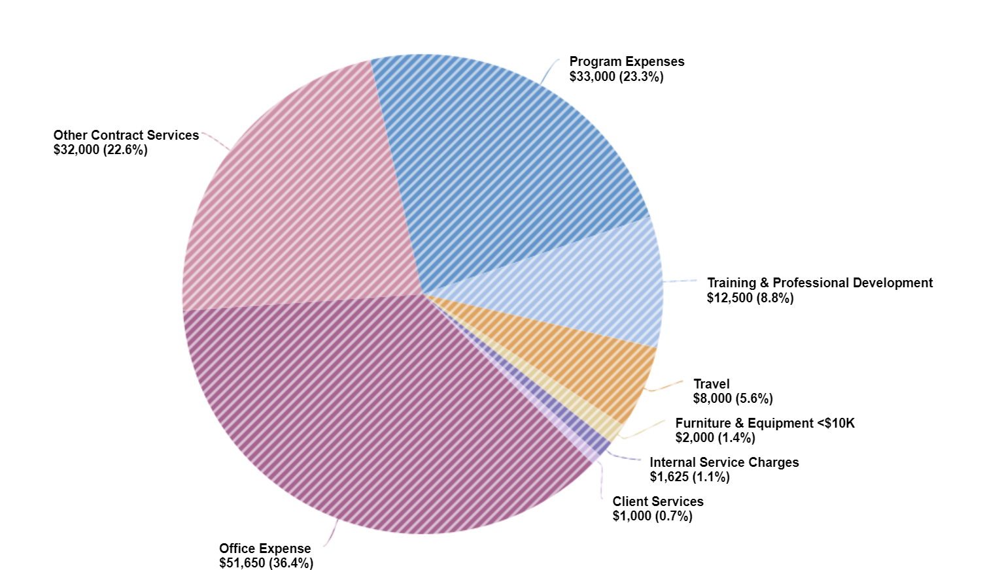 Program Expenses
$33,000 (23.3%)
Other Contract Services
$32,000 (22.6%)
Training & Professional Development
$12,500 (8.8%)
Travel
$8,000 (5.6%)
Furniture & Equipment <$10K
$2,000 (1.4%)
Internal Service Charges
$1,625 (1.1%)
Client Services
$1,000 (0.7%)
Office Expense
$51,650 (36.4%)